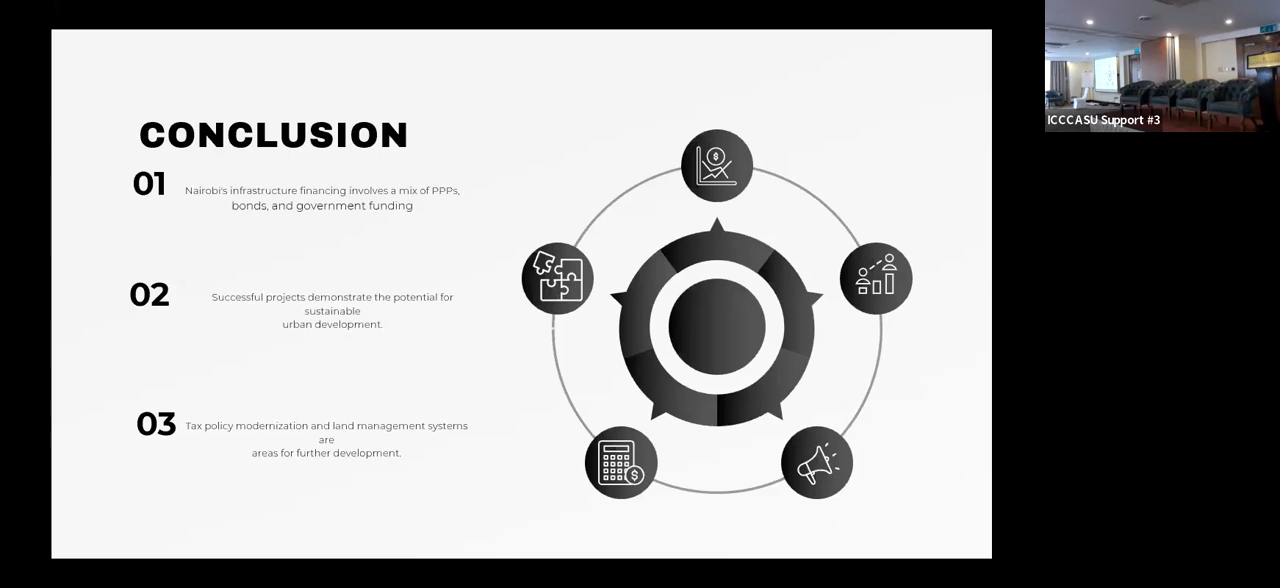 CONCLUSION
01
Nairobi's infrastructure financing involves a mix of PPPs,
bonds, and government funding
02
Successful projects demonstrate the potential for
sustainable
urban development.
03
Tax policy modernization and land management systems
are
areas for further development.
ICCCASU Support #3